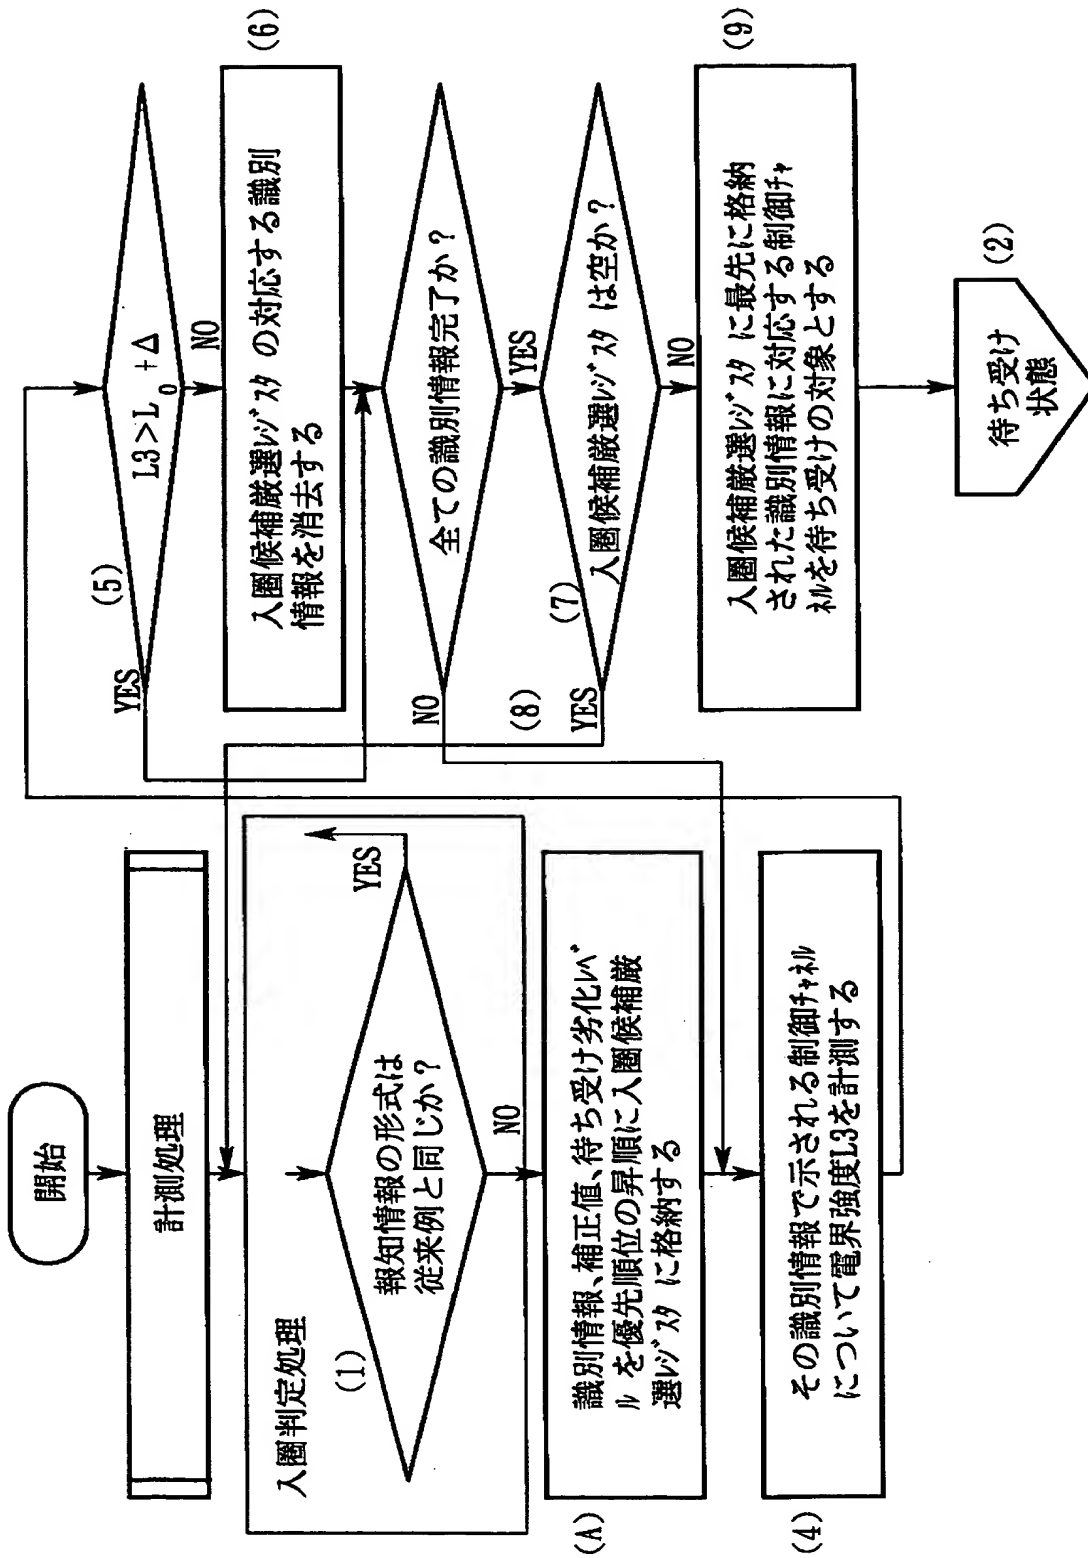 開始
計測処理
入圏判定処理
(1)
報知情報の形式は
従来例と同じか?
YES
NO
(A)
識別情報、補正値、待ち受け劣化レベ
ル を優先順位の昇順に入圏候補厳
選レジスタ に格納する
(4)
その識別情報で示される制御チャネル
について電界強度L3を計測する
(5)
L3>L0 +Δ
YES
NO
(6)
入圏候補厳選レジスタ の対応する識別
情報を消去する
全ての識別情報完了か?
NO
YES
(8)
(7)
入圏候補厳選レジスタ は空か?
YES
NO
(9)
入圏候補厳選レジスタ に最先に格納
された識別情報に対応する制御チャ
ネルを待ち受けの対象とする
(2)
待ち受け
状態